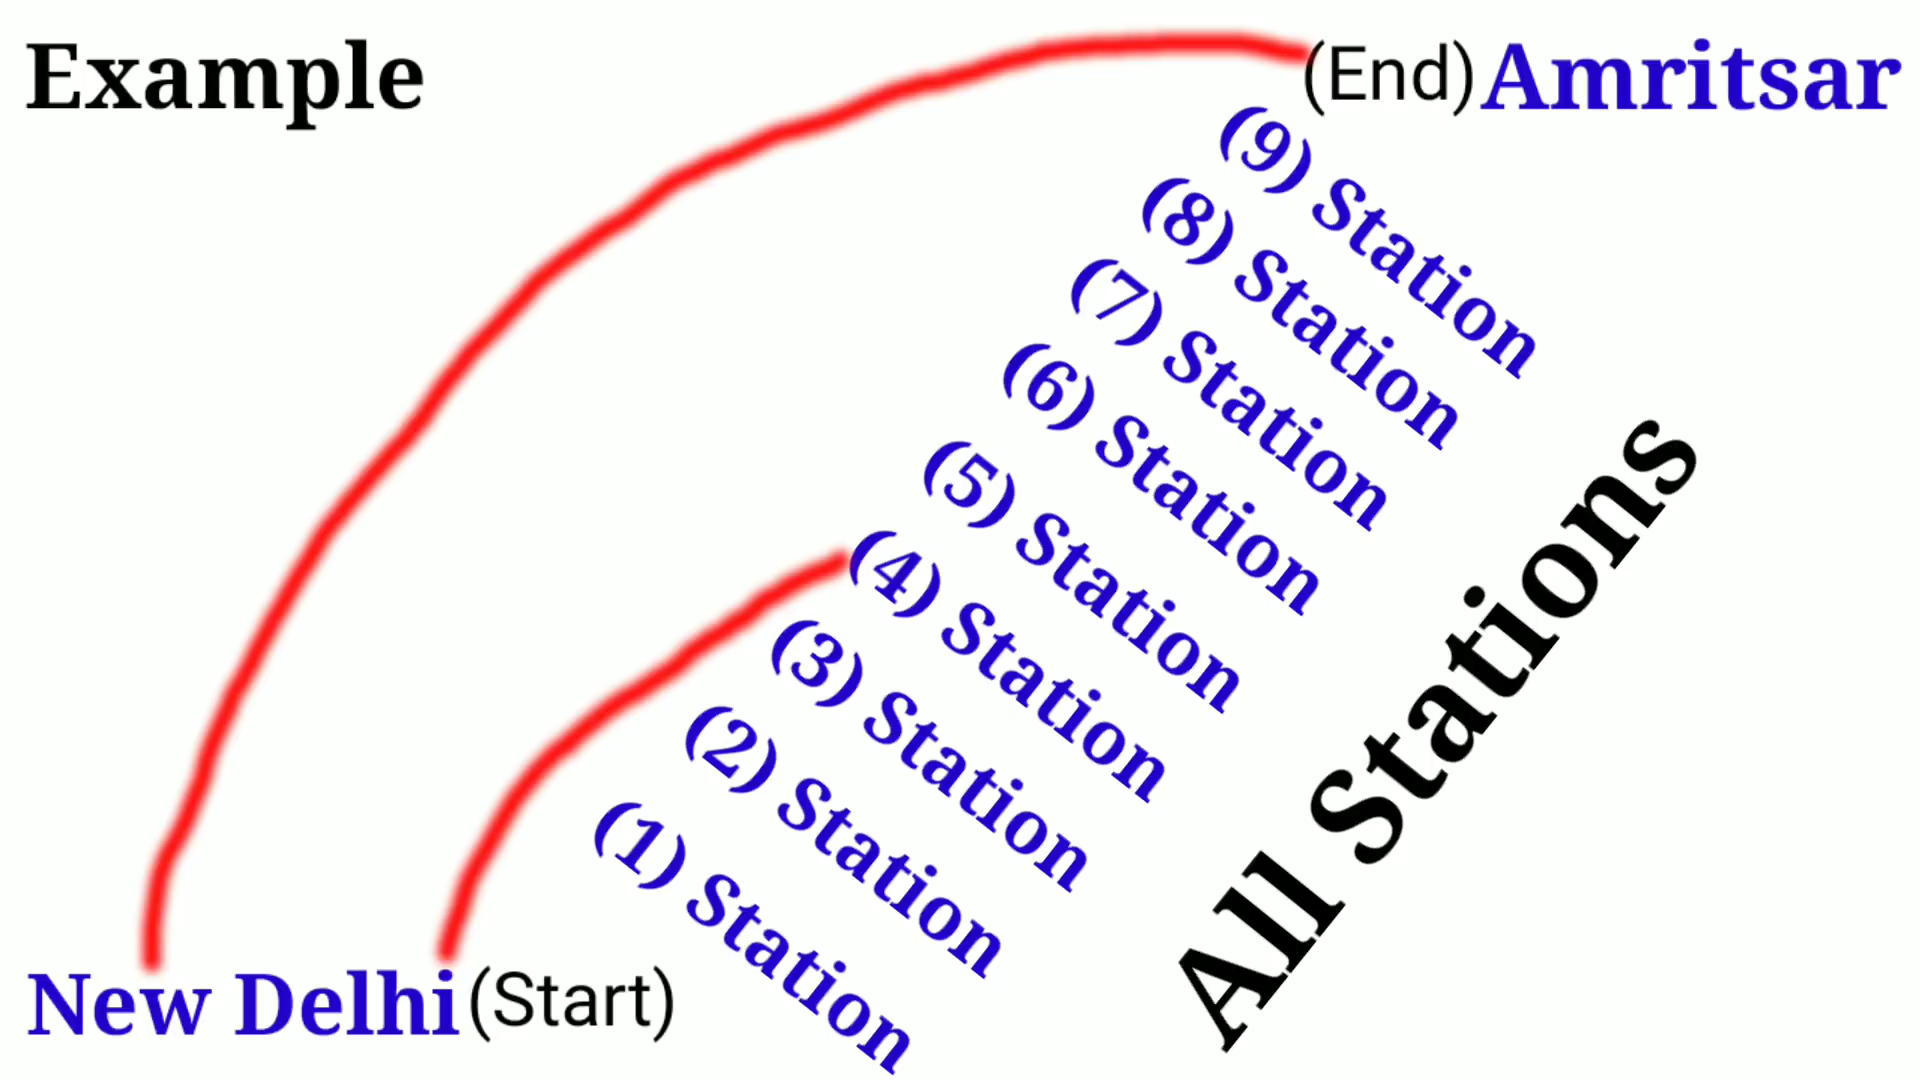 Example
(End) Amritsar
(9) Station
(8) Station
(7) Station
(6) Station
(5) Station
(4) Station
(3) Station
(2) Station
(1) Station
All Stations
New Delhi (Start)